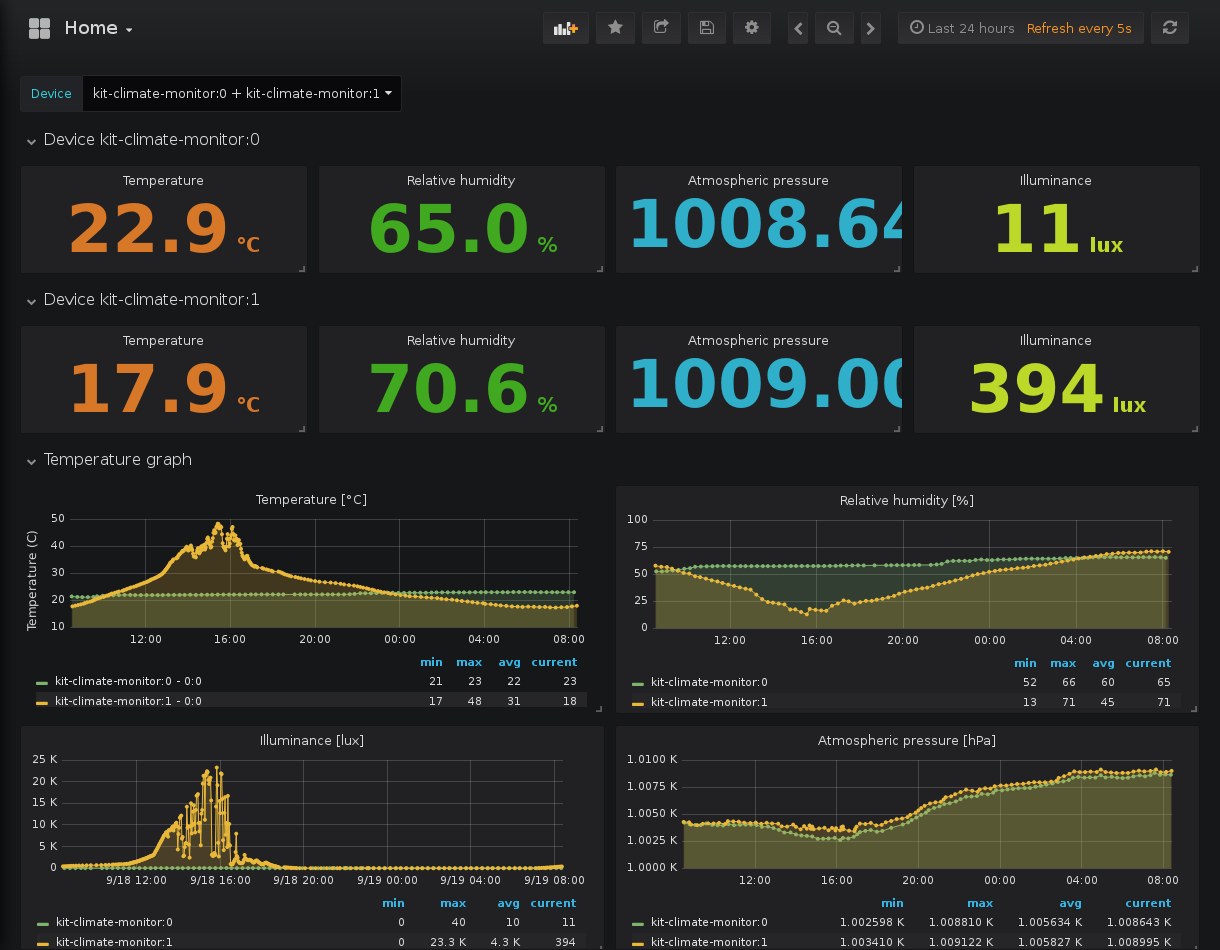 Home
Last 24 hours Refresh every 5s
Device kit-climate-monitor:0 + kit-climate-monitor:1
Device kit-climate-monitor:0
Temperature
22.9 °C
Relative humidity
65.0 %
Atmospheric pressure
1008.64
Illuminance
11 lux
Device kit-climate-monitor:1
Temperature
17.9 °C
Relative humidity
70.6 %
Atmospheric pressure
1009.00
Illuminance
394 lux
Temperature graph
Temperature [°C]
Temperature (C)
50
40
30
20
10
12:00 16:00 20:00 00:00 04:00 08:00
min max avg current
kit-climate-monitor:0 - 0:0 21 23 22 23
kit-climate-monitor:1 - 0:0 17 48 31 18
Relative humidity [%]
100
75
50
25
0
12:00 16:00 20:00 00:00 04:00 08:00
min max avg current
kit-climate-monitor:0 52 66 60 65
kit-climate-monitor:1 13 71 45 71
Illuminance [lux]
25 K
20 K
15 K
10 K
5 K
0
9/18 12:00 9/18 16:00 9/18 20:00 9/19 00:00 9/19 04:00 9/19 08:00
min max avg current
kit-climate-monitor:0 0 40 10 11
kit-climate-monitor:1 0 23.3 K 4.3 K 394
Atmospheric pressure [hPa]
1.0100 K
1.0075 K
1.0050 K
1.0025 K
1.0000 K
12:00 16:00 20:00 00:00 04:00 08:00
min max avg current
kit-climate-monitor:0 1.002598 K 1.008810 K 1.005634 K 1.008643 K
kit-climate-monitor:1 1.003410 K 1.009122 K 1.005827 K 1.008995 K